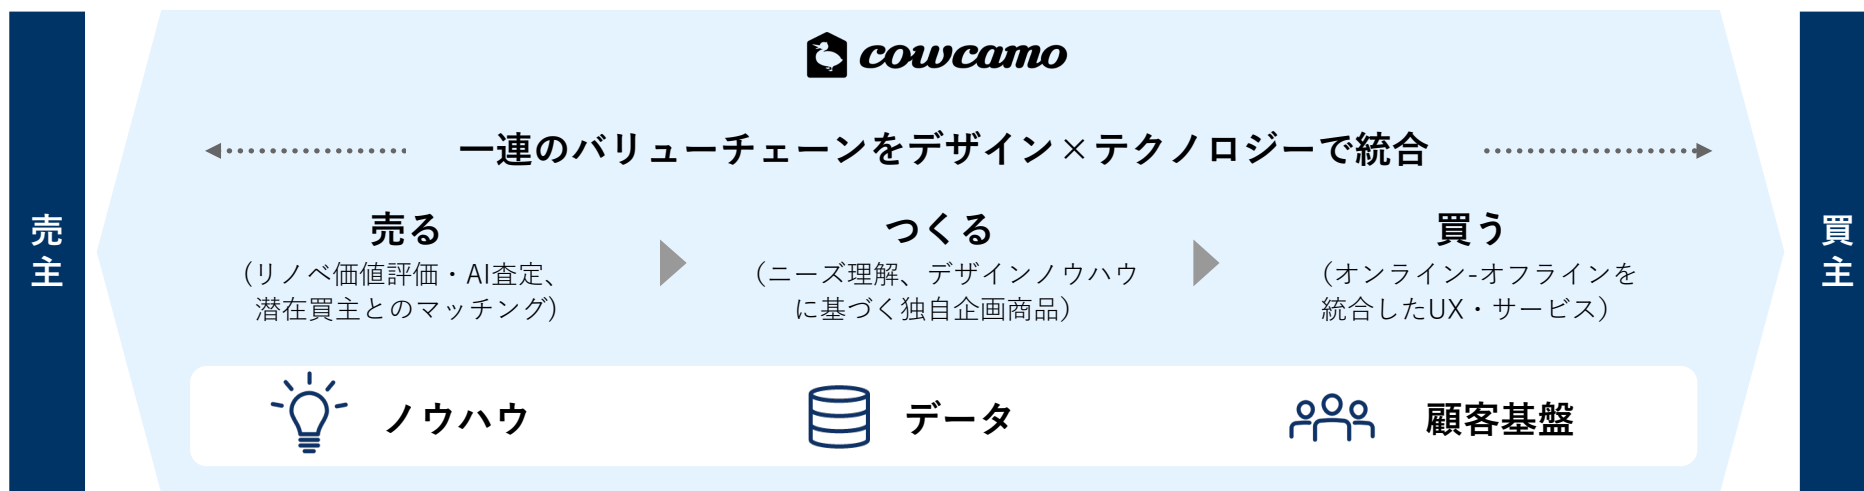 cowcamo
一連のバリューチェーンをデザイン×テクノロジーで統合
売主
売る
（リノベ価値評価・AI査定、
潜在買主とのマッチング）
つくる
（ニーズ理解、デザインノウハウ
に基づく独自企画商品）
買う
（オンライン-オフラインを
統合したUX・サービス）
買主
ノウハウ
データ
顧客基盤